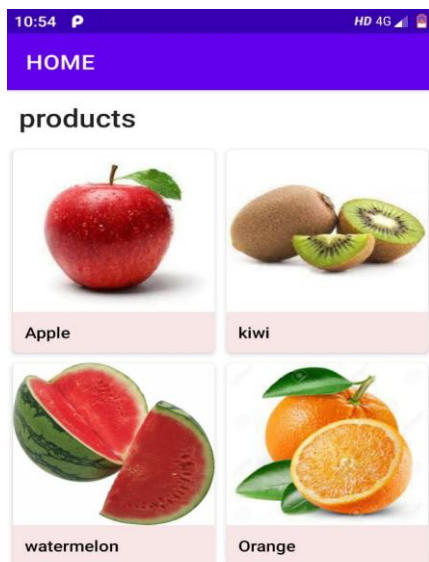 10:54 HD 4G
HOME
products
Apple
kiwi
watermelon
Orange